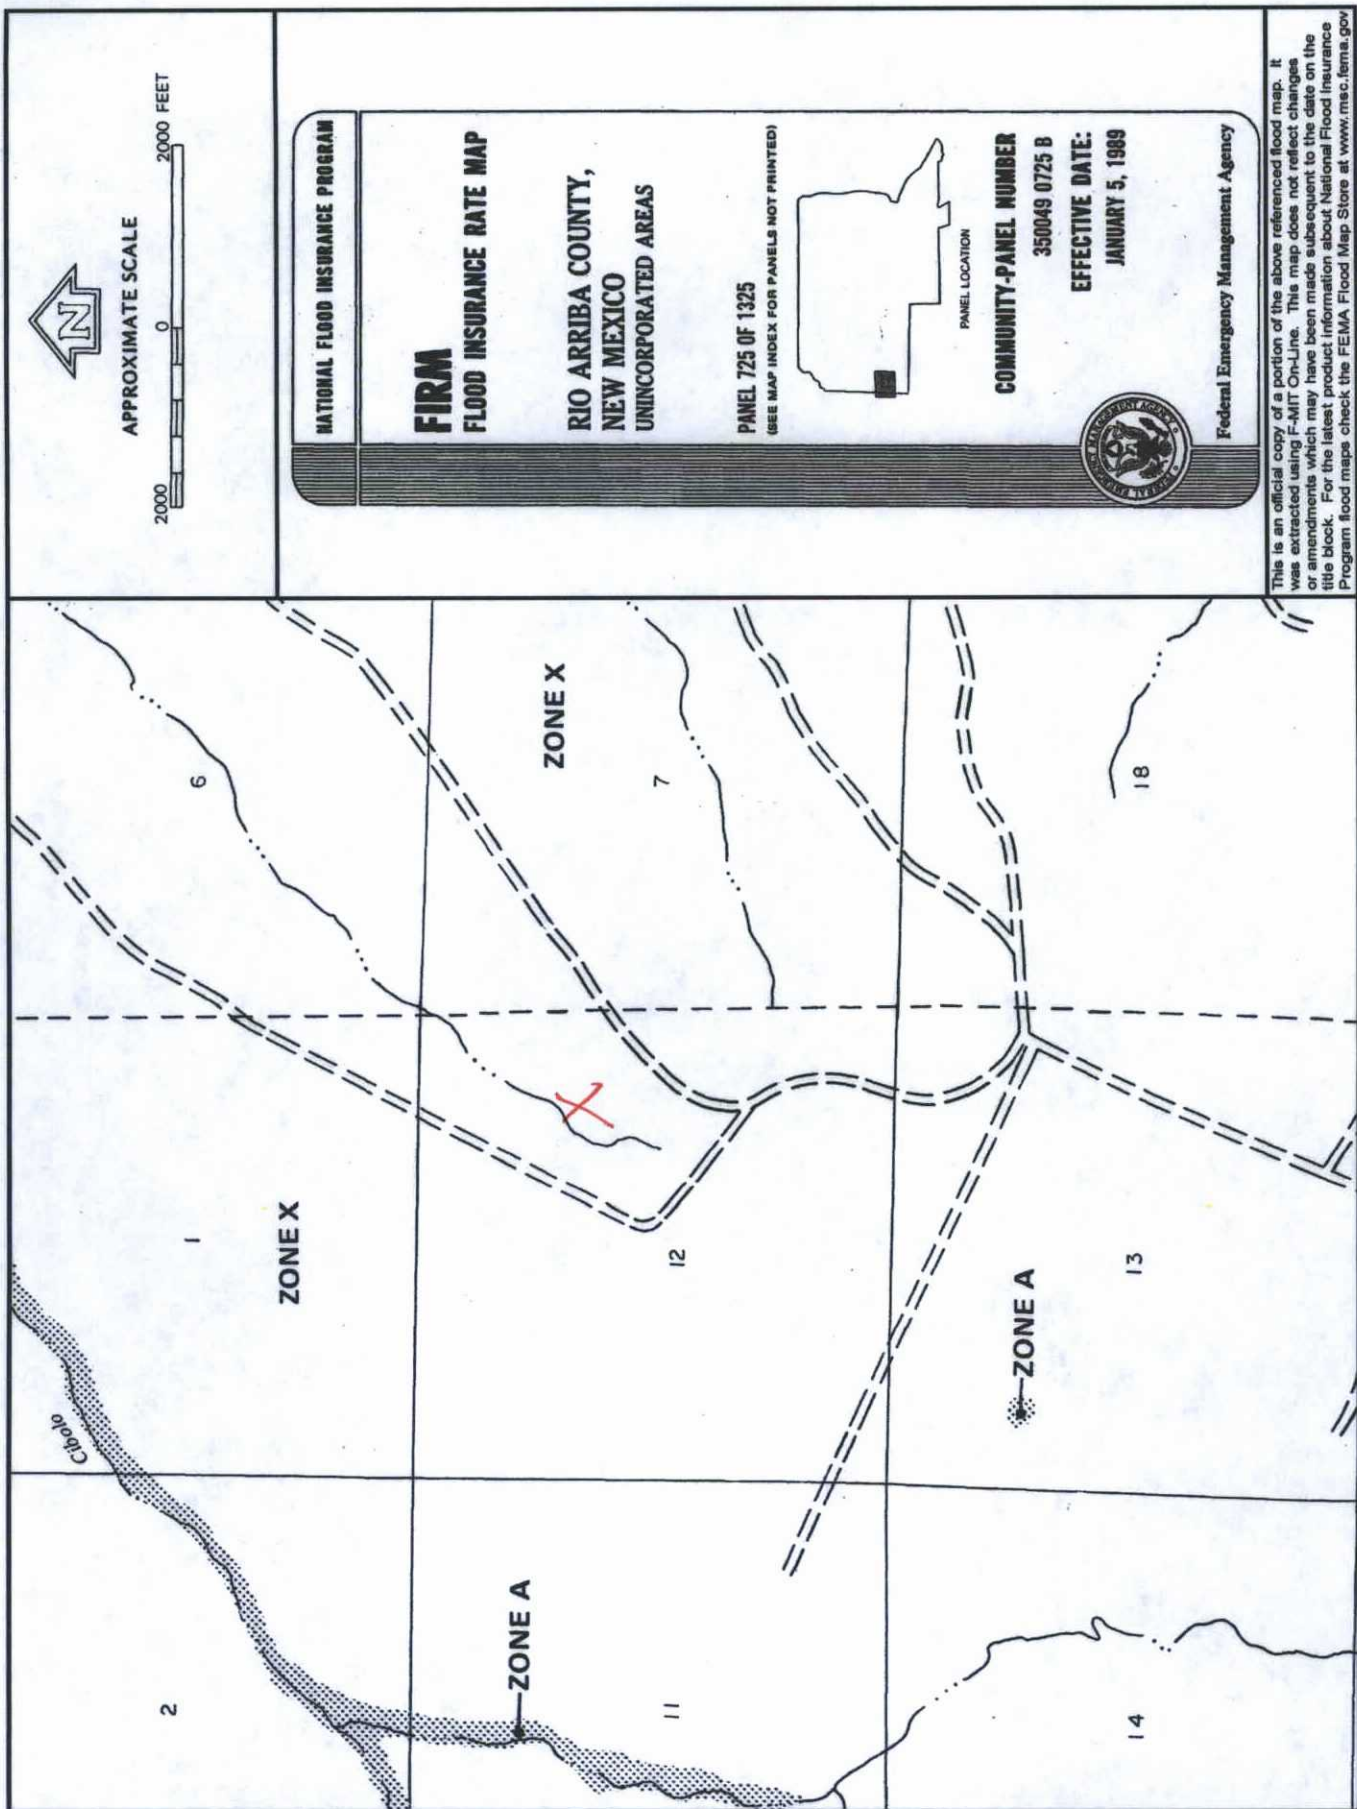 APPROXIMATE SCALE
2000 0 2000 FEET
N
NATIONAL FLOOD INSURANCE PROGRAM
FIRM
FLOOD INSURANCE RATE MAP
RIO ARRIBA COUNTY,
NEW MEXICO
UNINCORPORATED AREAS
PANEL 725 OF 1325
(SEE MAP INDEX FOR PANELS NOT PRINTED)
PANEL LOCATION
COMMUNITY-PANEL NUMBER
350049 0725 B
EFFECTIVE DATE:
JANUARY 5, 1989
Federal Emergency Management Agency
This is an official copy of a portion of the above referenced flood map. It
was extracted using F-MIT On-Line. This map does not reflect changes
or amendments which may have been made subsequent to the date on the
title block. For the latest product information about National Flood Insurance
Program flood maps check the FEMA Flood Map Store at www.msc.fema.gov
Cibolo
2
1
6
ZONE X
ZONE X
ZONE A
11
12
7
ZONE A
14
13
18
X